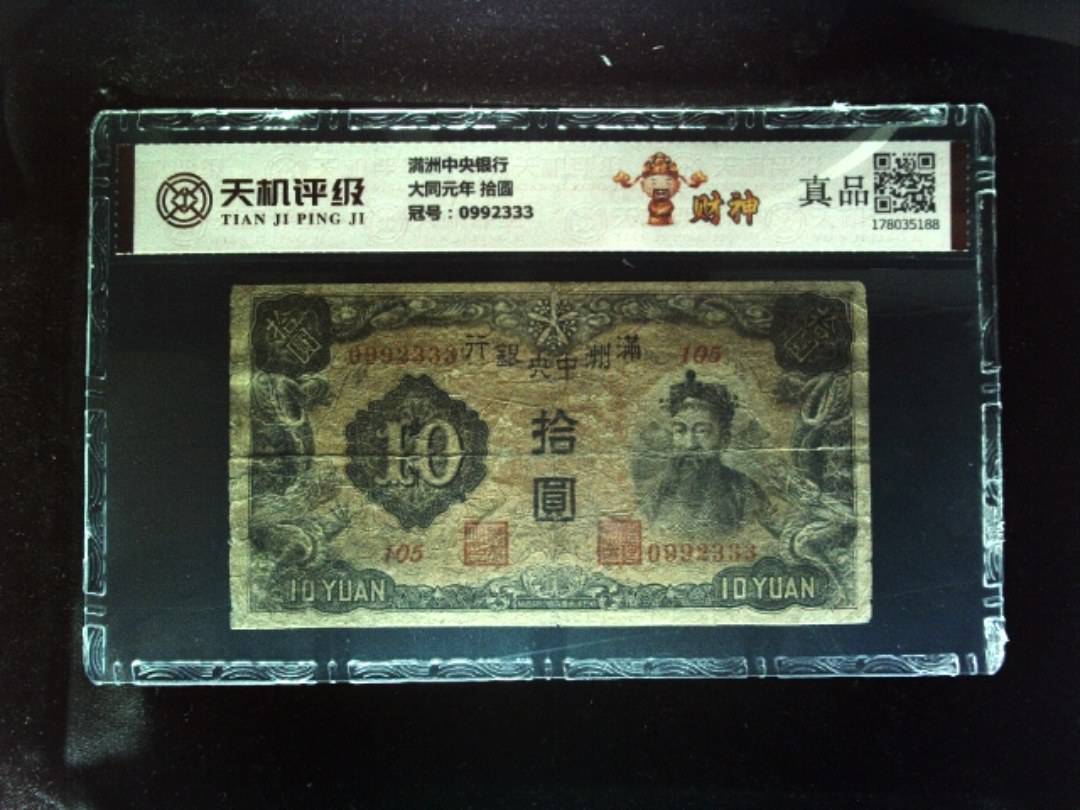 天机评级
TIAN JI PING JI
满洲中央银行
大同元年 拾圆
冠号：0992333
财神
真品
178035188
拾圓
0992333
行銀央中洲滿
105
10
拾
圓
105
0992333
10 YUAN
10 YUAN